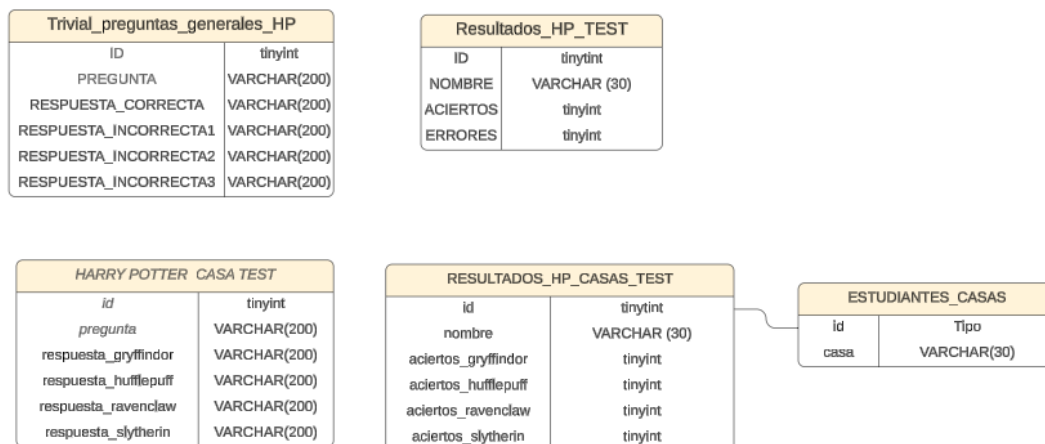 Trivial_preguntas_generales_HP
ID tinyint
PREGUNTA VARCHAR(200)
RESPUESTA_CORRECTA VARCHAR(200)
RESPUESTA_INCORRECTA1 VARCHAR(200)
RESPUESTA_INCORRECTA2 VARCHAR(200)
RESPUESTA_INCORRECTA3 VARCHAR(200)
Resultados_HP_TEST
ID tinytint
NOMBRE VARCHAR (30)
ACIERTOS tinyint
ERRORES tinyint
HARRY POTTER CASA TEST
id tinyint
pregunta VARCHAR(200)
respuesta_gryffindor VARCHAR(200)
respuesta_hufflepuff VARCHAR(200)
respuesta_ravenclaw VARCHAR(200)
respuesta_slytherin VARCHAR(200)
RESULTADOS_HP_CASAS_TEST
id tinytint
nombre VARCHAR (30)
aciertos_gryffindor tinyint
aciertos_hufflepuff tinyint
aciertos_ravenclaw tinyint
aciertos_slytherin tinyint
ESTUDIANTES_CASAS
id Tipo
casa VARCHAR(30)